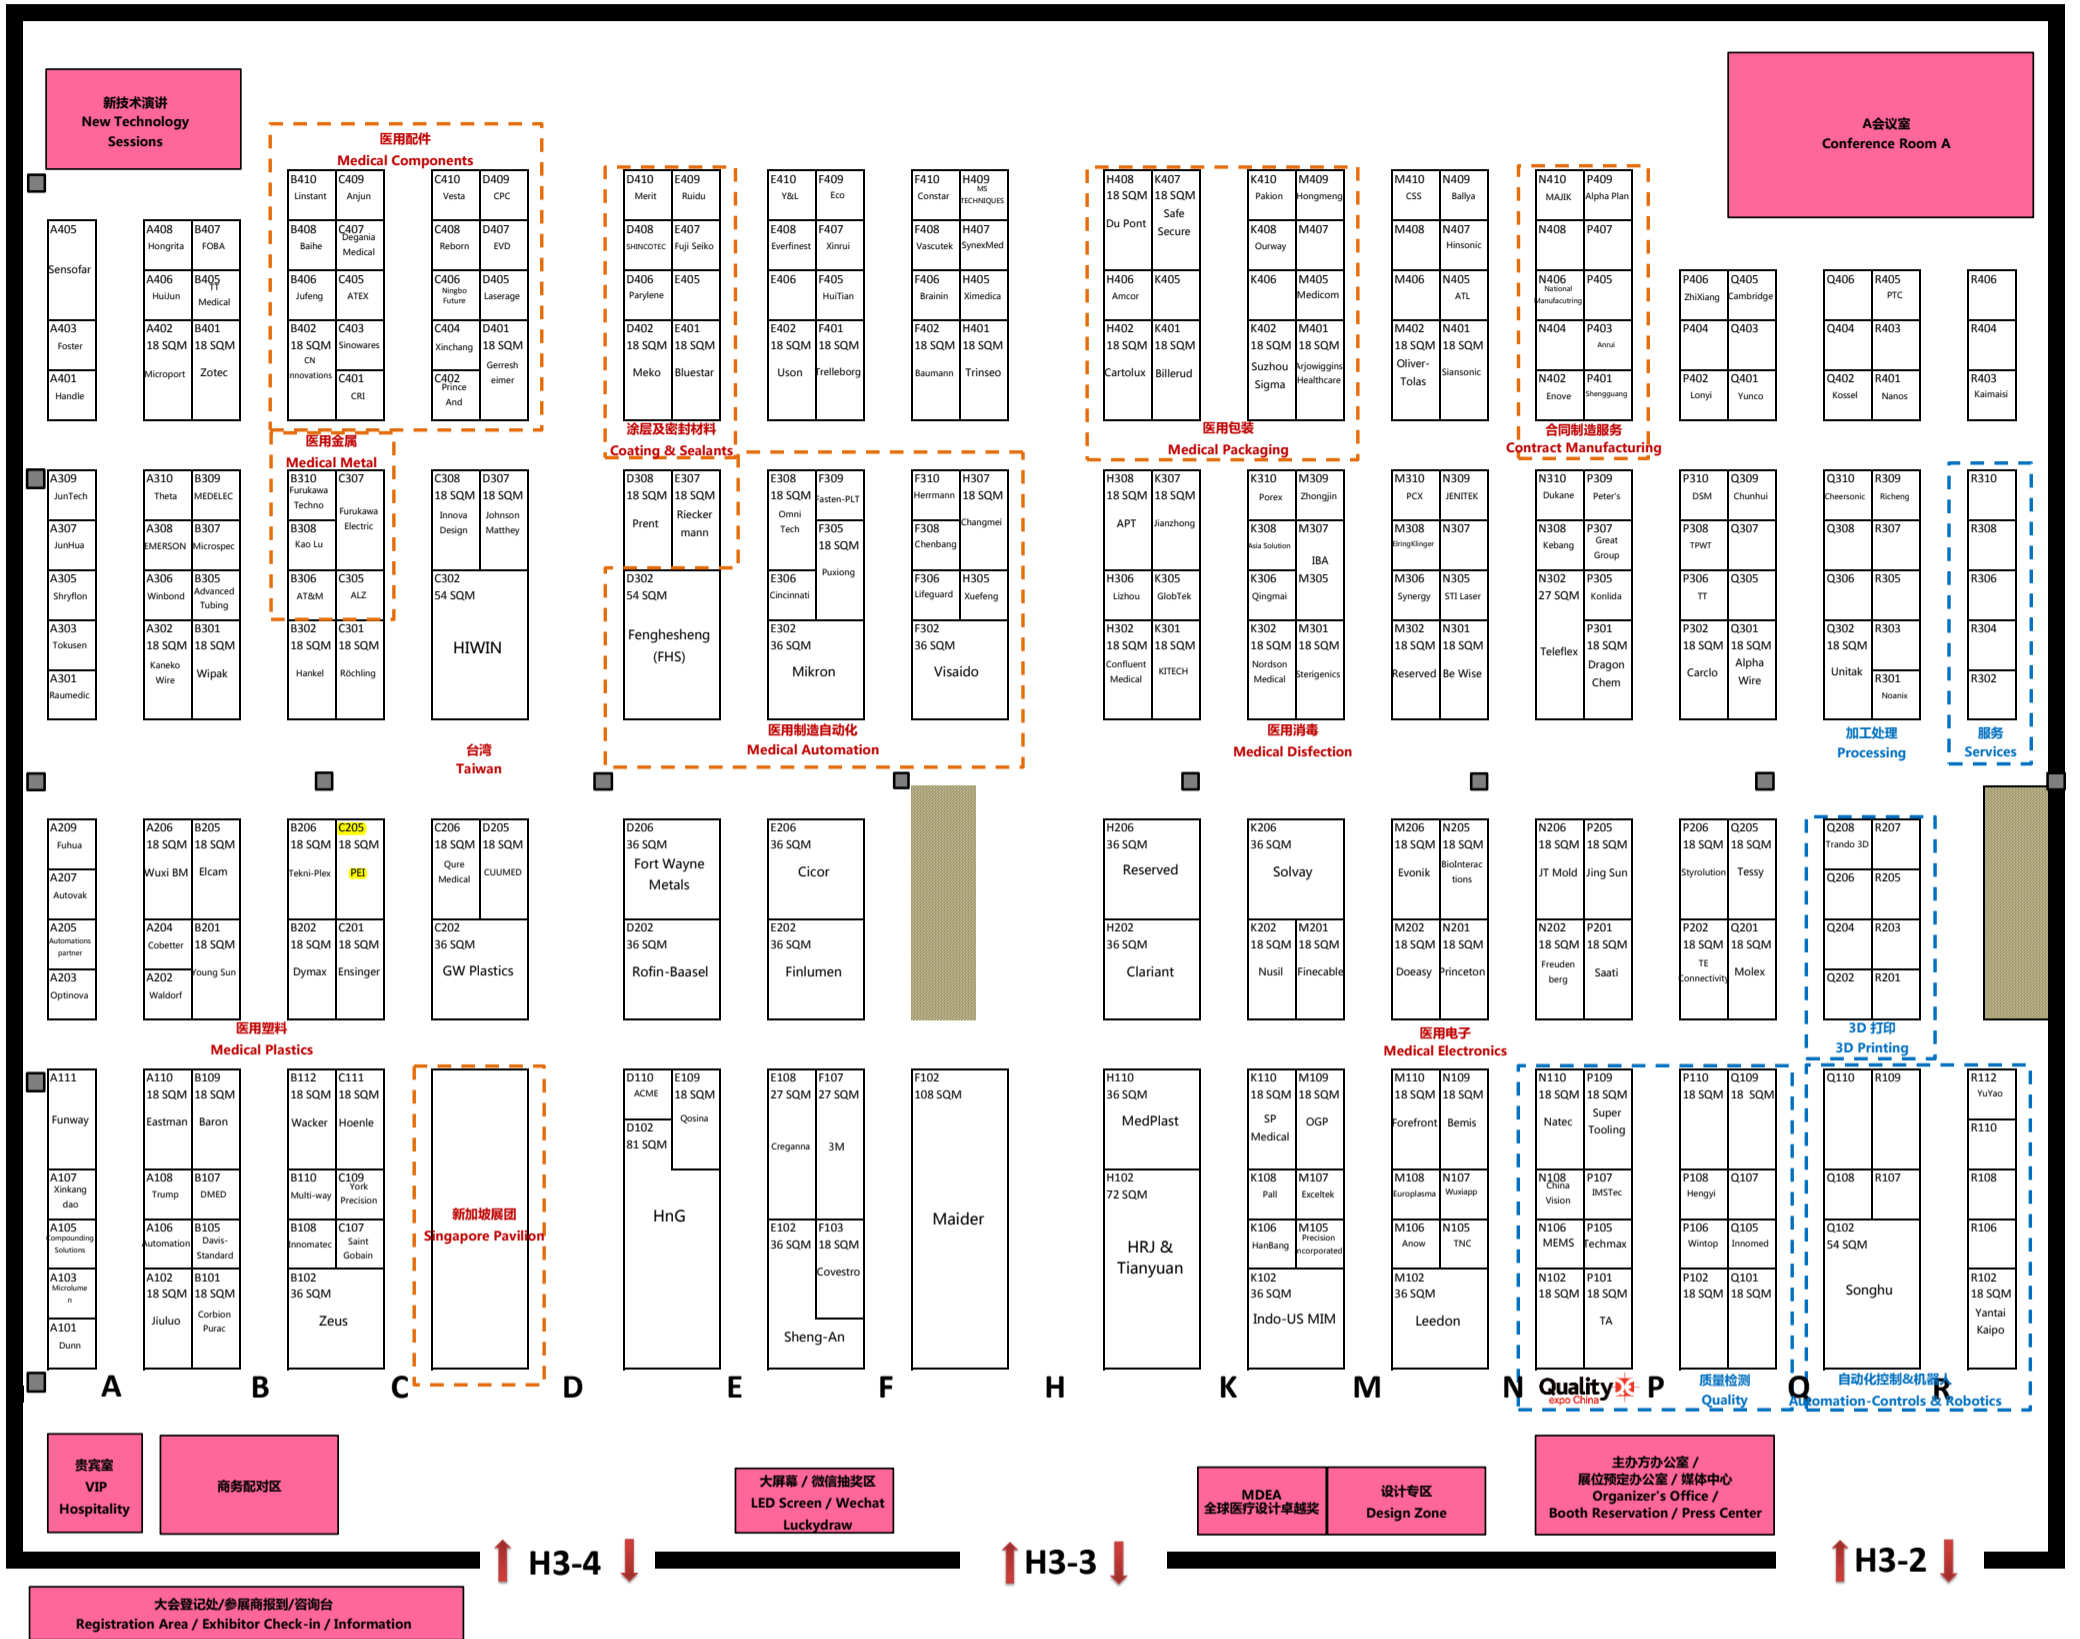 新技术演讲
New Technology
Sessions
A会议室
Conference Room A
医用配件
Medical Components
A405
Sensofar
A403
Foster
A401
Handle
A408
Hongrita
B407
FOBA
A406
HuiJun
B405
TT
Medical
A402
18 SQM
Microport
B401
18 SQM
Zotec
B410
Linstant
C409
Anjun
B408
Baihe
C407
Degania
Medical
B406
Jufeng
C405
ATEX
B402
18 SQM
CN
nnovations
C403
Sinowares
C401
CRI
C410
Vesta
D409
CPC
C408
Reborn
D407
EVD
C406
Ningbo
Future
D405
Laserage
C404
Xinchang
D401
18 SQM
Gerresh
eimer
C402
Prince
And
D410
Merit
E409
Ruidu
D408
SHINCOTEC
E407
Fuji Seiko
D406
Parylene
E405
D402
18 SQM
Meko
E401
18 SQM
Bluestar
涂层及密封材料
Coating & Sealants
E410
Y&L
F409
Eco
E408
Everfinest
F407
Xinrui
E406
F405
HuiTian
E402
18 SQM
Uson
F401
18 SQM
Trelleborg
F410
Constar
H409
MS
TECHNIQUES
F408
Vascutek
H407
SynexMed
F406
Brainin
H405
Ximedica
F402
18 SQM
Baumann
H401
18 SQM
Trinseo
H408
18 SQM
Du Pont
K407
18 SQM
Safe
Secure
H406
Amcor
K405
H402
18 SQM
Cartolux
K401
18 SQM
Billerud
K410
Pakion
M409
Hongmeng
K408
Ourway
M407
K406
M405
Medicom
K402
18 SQM
Suzhou
Sigma
M401
18 SQM
Arjowiggins
Healthcare
医用包装
Medical Packaging
M410
CSS
N409
Ballya
M408
N407
Hinsonic
M406
N405
ATL
M402
18 SQM
Oliver-
Tolas
N401
18 SQM
Siansonic
N410
MAJIK
P409
Alpha Plan
N408
P407
N406
National
Manufacutring
P405
N404
P403
Anrui
N402
Enove
P401
Shengguang
合同制造服务
Contract Manufacturing
P406
ZhiXiang
Q405
Cambridge
P404
Q403
P402
Lonyi
Q401
Yunco
Q406
R405
PTC
Q404
R403
Q402
Kossel
R401
Nanos
R406
R404
R403
Kaimaisi
医用金属
Medical Metal
A309
JunTech
A307
JunHua
A305
Shryflon
A303
Tokusen
A301
Raumedic
A310
Theta
B309
MEDELEC
A308
EMERSON
B307
Microspec
A306
Winbond
B305
Advanced
Tubing
A302
18 SQM
Kaneko
Wire
B301
18 SQM
Wipak
B310
Furukawa
Techno
C307
Furukawa
Electric
B308
Kao Lu
B306
AT&M
C305
ALZ
B302
18 SQM
Hankel
C301
18 SQM
Röchling
C308
18 SQM
Innova
Design
D307
18 SQM
Johnson
Matthey
C302
54 SQM
HIWIN
台湾
Taiwan
D308
18 SQM
Prent
E307
18 SQM
Riecker
mann
D302
54 SQM
Fenghesheng
(FHS)
E308
18 SQM
Omni
Tech
F309
Fasten-PLT
F305
18 SQM
Puxiong
E306
Cincinnati
E302
36 SQM
Mikron
F310
Herrmann
H307
18 SQM
Changmei
F308
Chenbang
F306
Lifeguard
H305
Xuefeng
F302
36 SQM
Visaido
医用制造自动化
Medical Automation
H308
18 SQM
APT
K307
18 SQM
Jianzhong
H306
Lizhou
K305
GlobTek
H302
18 SQM
Confluent
Medical
K301
18 SQM
KITECH
K310
Porex
M309
Zhongjin
K308
Asia Solution
M307
IBA
K306
Qingmai
M305
K302
18 SQM
Nordson
Medical
M301
18 SQM
Sterigenics
医用消毒
Medical Disfection
M310
PCX
N309
JENITEK
M308
ElringKlinger
N307
M306
Synergy
N305
STI Laser
M302
18 SQM
Reserved
N301
18 SQM
Be Wise
N310
Dukane
P309
Peter's
N308
Kebang
P307
Great
Group
N302
27 SQM
Teleflex
P305
Konlida
P301
18 SQM
Dragon
Chem
P310
DSM
Q309
Chunhui
P308
TPWT
Q307
P306
TT
Q305
P302
18 SQM
Carclo
Q301
18 SQM
Alpha
Wire
Q310
Cheersonic
R309
Richeng
Q308
R307
Q306
R305
Q302
18 SQM
Unitak
R303
R301
Noanix
加工处理
Processing
R310
R308
R306
R304
R302
服务
Services
A209
Fuhua
A207
Autovak
A205
Automations
partner
A203
Optinova
A206
18 SQM
Wuxi BM
B205
18 SQM
Elcam
A204
Cobetter
B201
18 SQM
Young Sun
A202
Waldorf
医用塑料
Medical Plastics
B206
18 SQM
Tekni-Plex
C205
18 SQM
PEI
B202
18 SQM
Dymax
C201
18 SQM
Ensinger
C206
18 SQM
Qure
Medical
D205
18 SQM
CUUMED
C202
36 SQM
GW Plastics
D206
36 SQM
Fort Wayne
Metals
D202
36 SQM
Rofin-Baasel
E206
36 SQM
Cicor
E202
36 SQM
Finlumen
H206
36 SQM
Reserved
H202
36 SQM
Clariant
K206
36 SQM
Solvay
K202
18 SQM
Nusil
M201
18 SQM
Finecable
M206
18 SQM
Evonik
N205
18 SQM
BioInterac
tions
M202
18 SQM
Doeasy
N201
18 SQM
Princeton
医用电子
Medical Electronics
N206
18 SQM
JT Mold
P205
18 SQM
Jing Sun
N202
18 SQM
Freuden
berg
P201
18 SQM
Saati
P206
18 SQM
Styrolution
Q205
18 SQM
Tessy
P202
18 SQM
TE
Connectivity
Q201
18 SQM
Molex
Q208
Trando 3D
R207
Q206
R205
Q204
R203
Q202
R201
3D 打印
3D Printing
A111
Funway
A107
Xinkang
dao
A105
Compounding
Solutions
A103
Microlume
n
A101
Dunn
A110
18 SQM
Eastman
B109
18 SQM
Baron
A108
Trump
B107
DMED
A106
Automation
B105
Davis-
Standard
A102
18 SQM
Jiuluo
B101
18 SQM
Corbion
Purac
B112
18 SQM
Wacker
C111
18 SQM
Hoenle
B110
Multi-way
C109
York
Precision
B108
Innomatec
C107
Saint
Gobain
B102
36 SQM
Zeus
新加坡展团
Singapore Pavilion
D110
ACME
E109
18 SQM
Qosina
D102
81 SQM
HnG
E108
27 SQM
Creganna
F107
27 SQM
3M
E102
36 SQM
Sheng-An
F103
18 SQM
Covestro
F102
108 SQM
Maider
H110
36 SQM
MedPlast
H102
72 SQM
HRJ &
Tianyuan
K110
18 SQM
SP
Medical
M109
18 SQM
OGP
K108
Pall
M107
Exceltek
K106
HanBang
M105
Precision
ncorporated
K102
36 SQM
Indo-US MIM
M110
18 SQM
Forefront
N109
18 SQM
Bemis
M108
Europlasma
N107
Wuxiapp
M106
Anow
N105
TNC
M102
36 SQM
Leedon
N110
18 SQM
Natec
P109
18 SQM
Super
Tooling
N108
China
Vision
P107
IMSTec
N106
MEMS
P105
Techmax
N102
18 SQM
P101
18 SQM
TA
P110
18 SQM
Q109
18 SQM
P108
Hengyi
Q107
P106
Wintop
Q105
Innomed
P102
18 SQM
Q101
18 SQM
Q110
R109
Q108
R107
Q102
54 SQM
Songhu
R112
YuYao
R110
R108
R106
R102
18 SQM
Yantai
Kaipo
A B C D E F H K M N P Q R
Quality
expo China
质量检测
Quality
自动化控制&机器人
Automation-Controls & Robotics
贵宾室
VIP
Hospitality
商务配对区
大屏幕 / 微信抽奖区
LED Screen / Wechat
Luckydraw
MDEA
全球医疗设计卓越奖
设计专区
Design Zone
主办方办公室 /
展位预定办公室 / 媒体中心
Organizer's Office /
Booth Reservation / Press Center
H3-4
H3-3
H3-2
大会登记处/参展商报到/咨询台
Registration Area / Exhibitor Check-in / Information